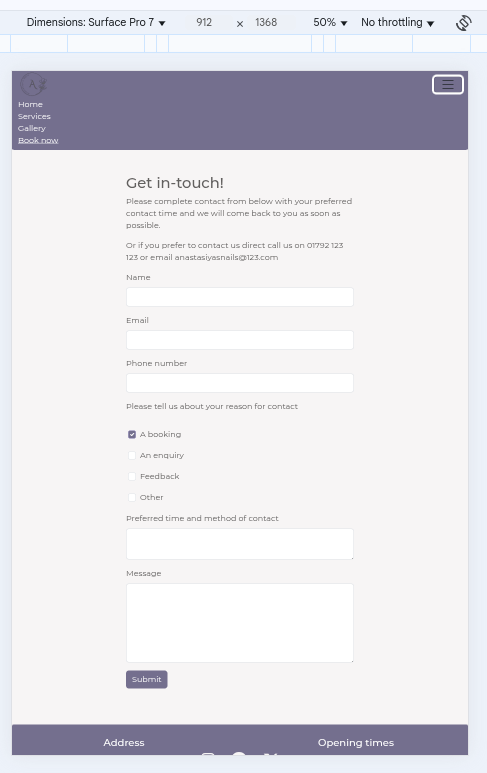 Dimensions: Surface Pro 7 912 × 1368 50% No throttling
Home
Services
Gallery
Book now
Get in-touch!
Please complete contact from below with your preferred
contact time and we will come back to you as soon as
possible.
Or if you prefer to contact us direct call us on 01792 123
123 or email anastasiyasnails@123.com
Name
Email
Phone number
Please tell us about your reason for contact
A booking
An enquiry
Feedback
Other
Preferred time and method of contact
Message
Submit
Address Opening times